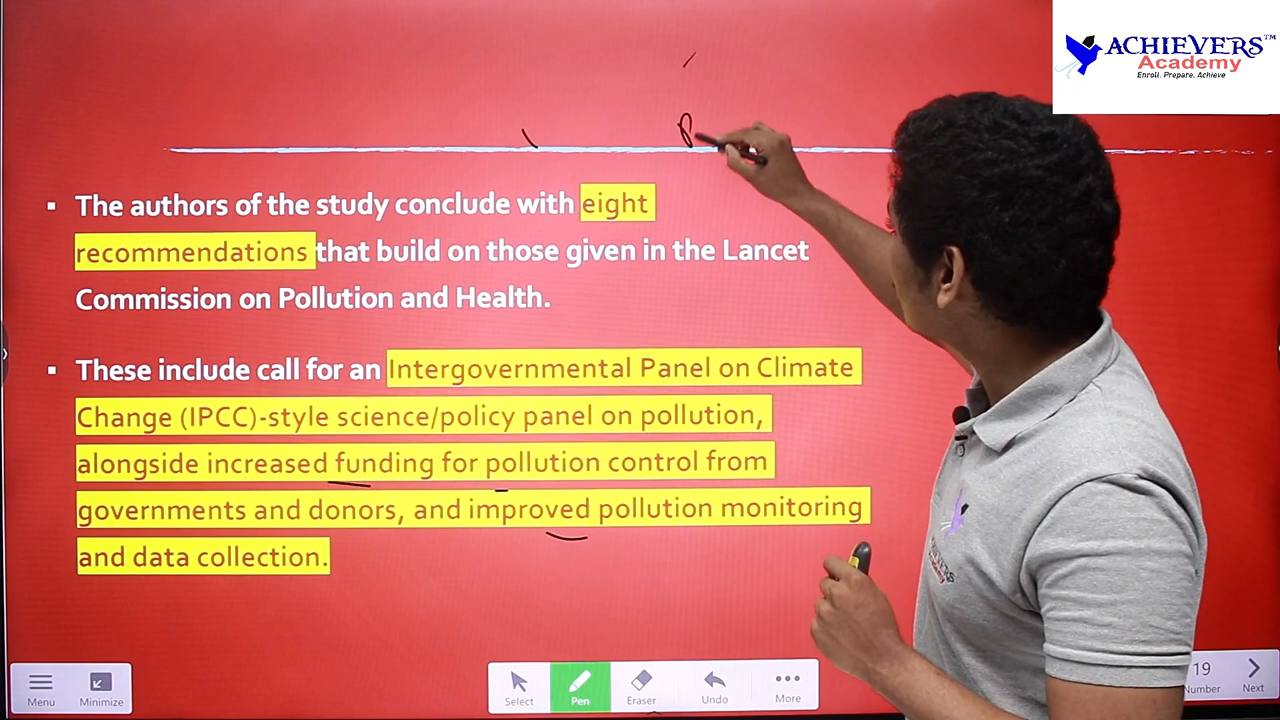 ACHIEVERS™
Academy
Enroll. Prepare. Achieve
▪ The authors of the study conclude with eight
recommendations that build on those given in the Lancet
Commission on Pollution and Health.
▪ These include call for an Intergovernmental Panel on Climate
Change (IPCC)-style science/policy panel on pollution,
alongside increased funding for pollution control from
governments and donors, and improved pollution monitoring
and data collection.
Menu
Minimize
Select
Pen
Eraser
Undo
More
19
Number
Next